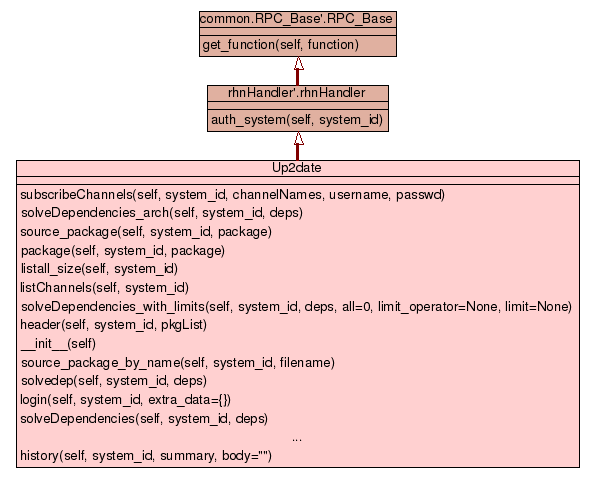 common.RPC_Base'.RPC_Base
get_function(self, function)
rhnHandler'.rhnHandler
auth_system(self, system_id)
Up2date
subscribeChannels(self, system_id, channelNames, username, passwd)
solveDependencies_arch(self, system_id, deps)
source_package(self, system_id, package)
package(self, system_id, package)
listall_size(self, system_id)
listChannels(self, system_id)
solveDependencies_with_limits(self, system_id, deps, all=0, limit_operator=None, limit=None)
header(self, system_id, pkgList)
__init__(self)
source_package_by_name(self, system_id, filename)
solvedep(self, system_id, deps)
login(self, system_id, extra_data={})
solveDependencies(self, system_id, deps)
...
history(self, system_id, summary, body="")